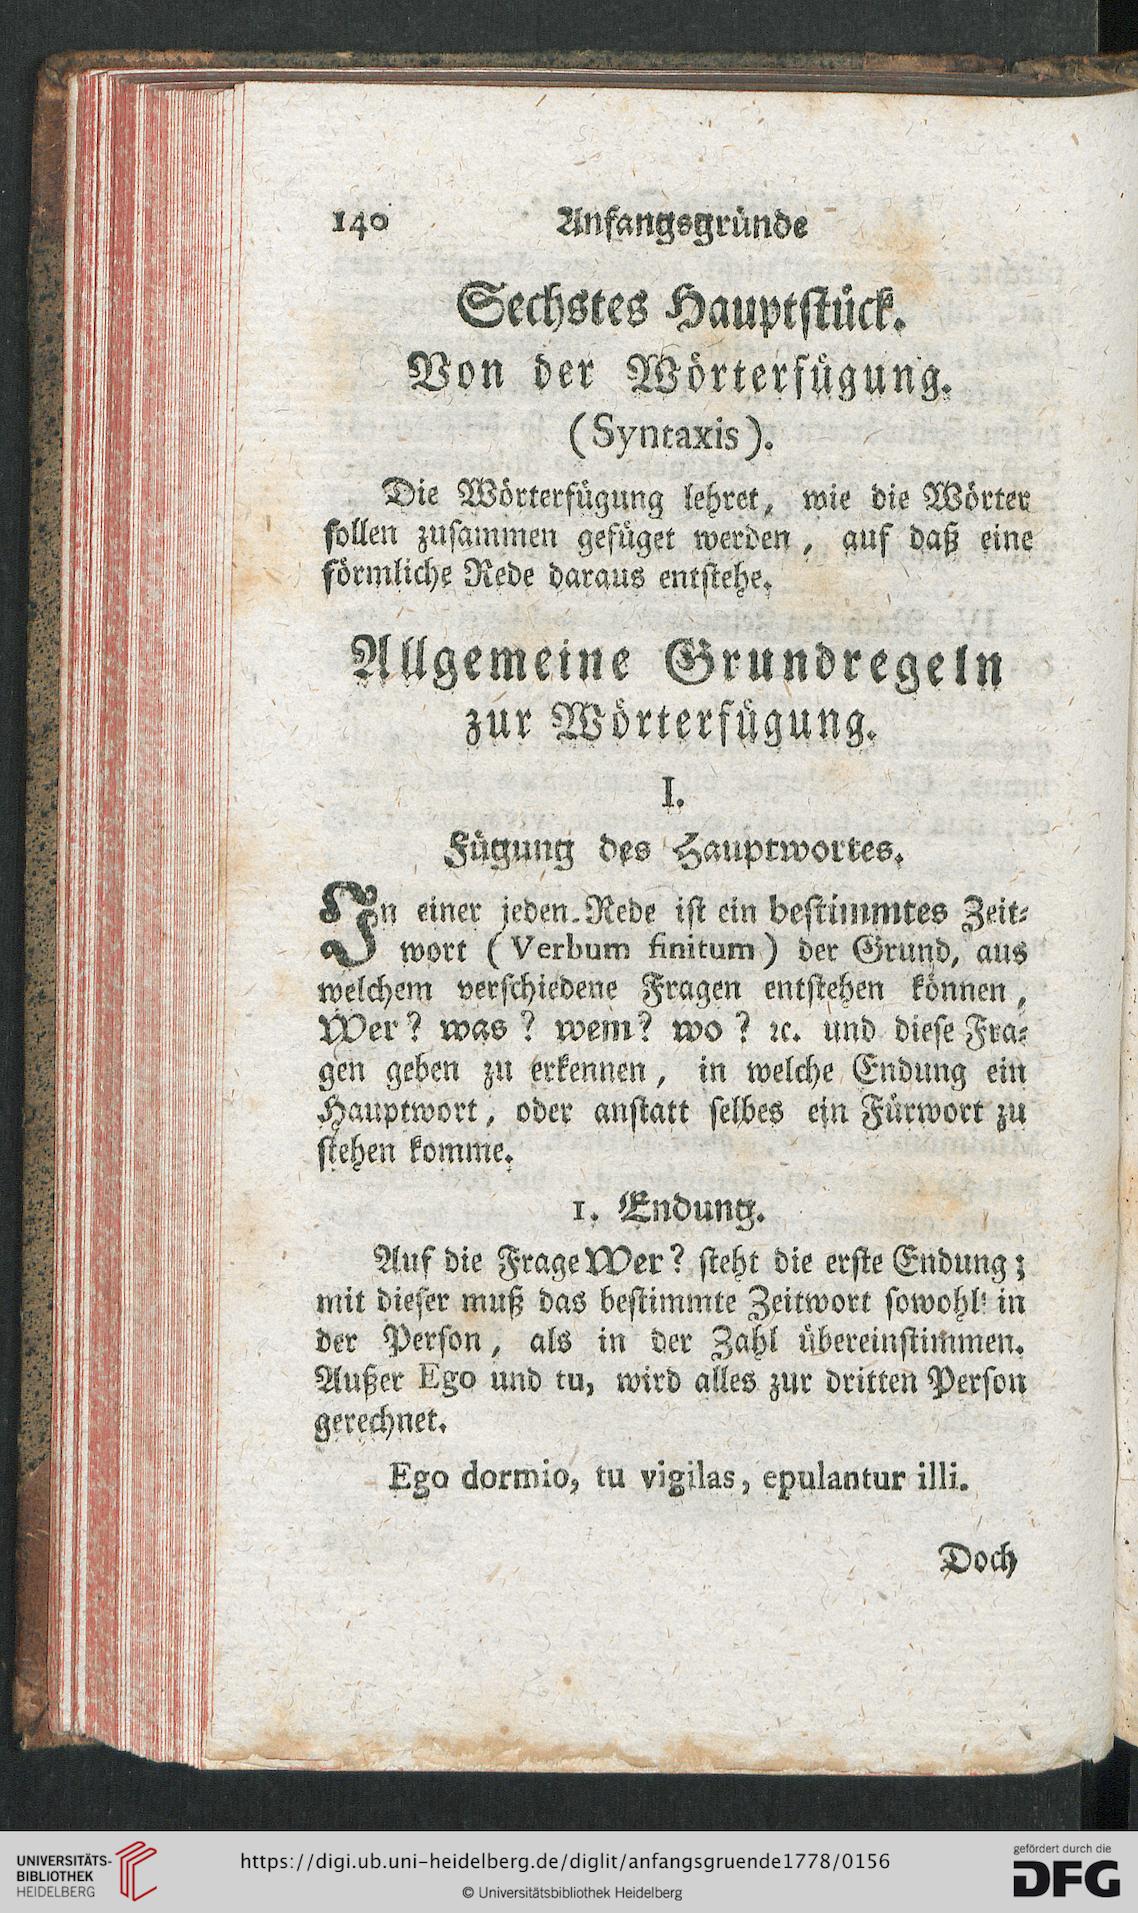 140 Anfangsgründe
Sechstes Hauptstück.
Von der Wörterfügung.
(Syntaxis).
Die Wörterfügung lehret, wie die Wörter
sollen zusammen gefüget werden, auf daß eine
förmliche Rede daraus entstehe.
Allgemeine Grundregeln
zur Wörterfügung.
I.
Fügung des Hauptwortes.
In einer jeden Rede ist ein bestimmtes Zeit-
wort (Verbum finitum) der Grund, aus
welchem verschiedene Fragen entstehen können,
Wer? was? wem? wo? ꝛc. und diese Fra-
gen geben zu erkennen, in welche Endung ein
Hauptwort, oder anstatt selbes ein Fürwort zu
stehen komme.
1. Endung.
Auf die Frage Wer? steht die erste Endung;
mit dieser muß das bestimmte Zeitwort sowohl in
der Person, als in der Zahl übereinstimmen.
Außer Ego und tu, wird alles zur dritten Person
gerechnet.
Ego dormio, tu vigilas, epulantur illi.
Doch
UNIVERSITÄTS-
BIBLIOTHEK
HEIDELBERG
https://digi.ub.uni-heidelberg.de/diglit/anfangsgruende1778/0156
© Universitätsbibliothek Heidelberg
gefördert durch die
DFG